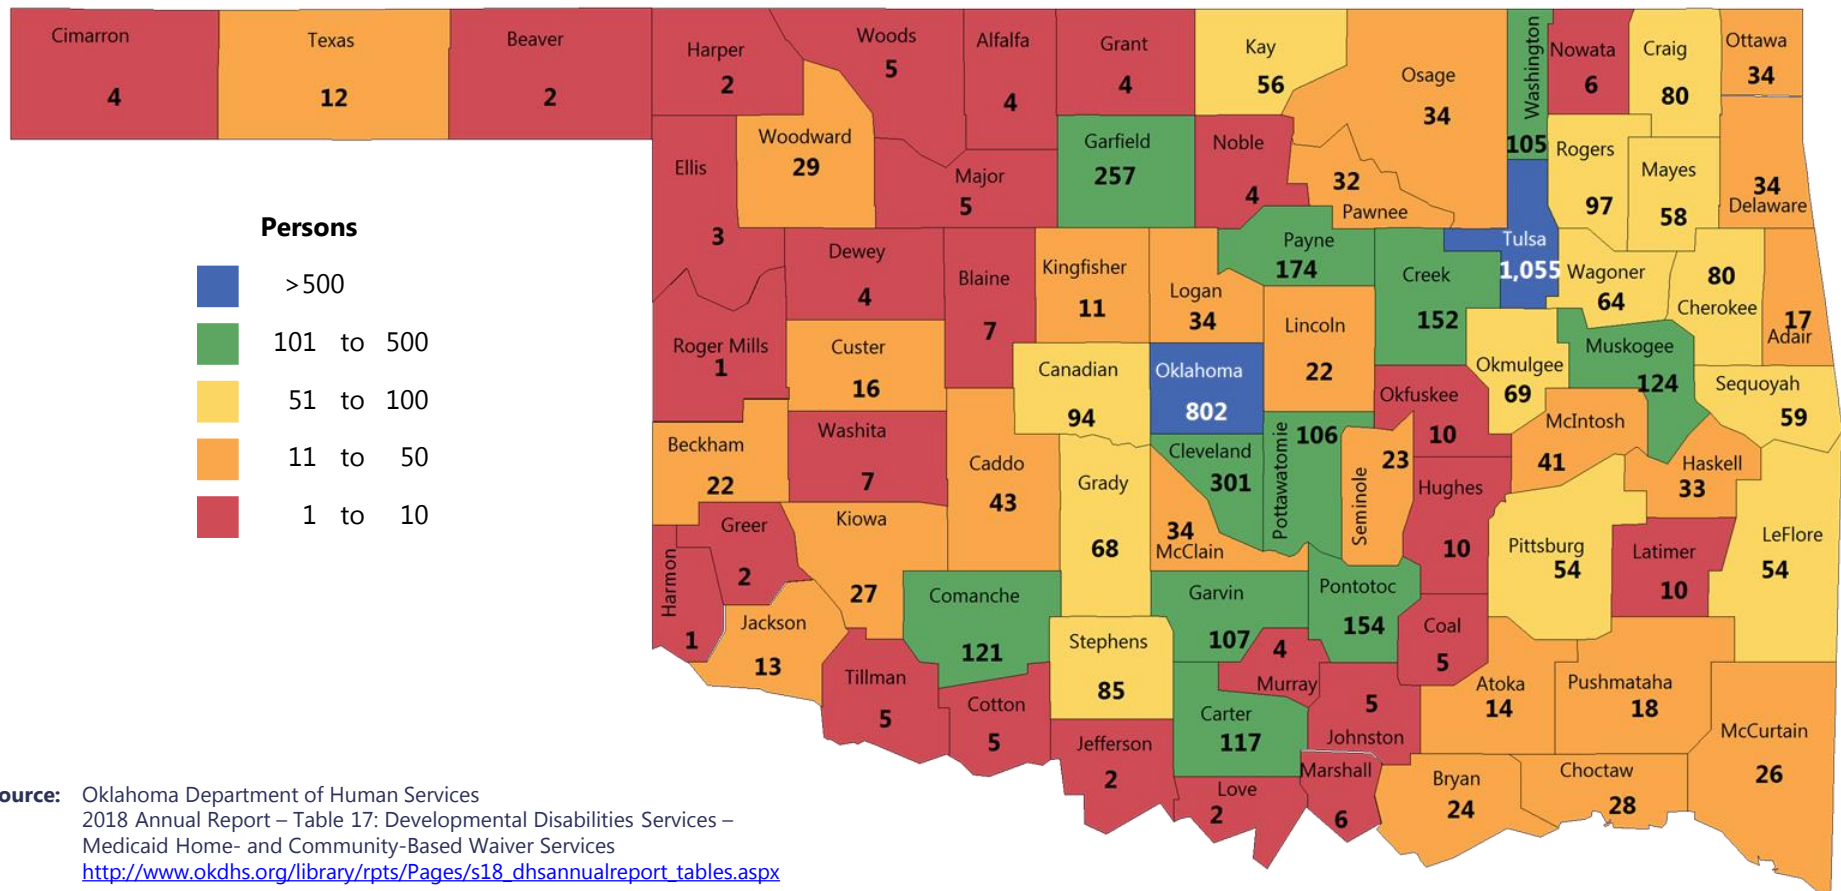 Cimarron
4
Texas
12
Beaver
2
Harper
2
Woods
5
Alfalfa
4
Grant
4
Kay
56
Osage
34
Washington
105
Nowata
6
Craig
80
Ottawa
34
Ellis
3
Woodward
29
Major
5
Garfield
257
Noble
4
32
Pawnee
Rogers
97
Mayes
58
34
Delaware
Persons
>500
101 to 500
51 to 100
11 to 50
1 to 10
Dewey
4
Blaine
7
Kingfisher
11
Logan
34
Payne
174
Creek
152
Tulsa
1,055
Wagoner
64
80
Cherokee
17
Adair
Roger Mills
1
Custer
16
Canadian
94
Oklahoma
802
Lincoln
22
Okmulgee
69
Muskogee
124
Sequoyah
59
Beckham
22
Washita
7
Caddo
43
Grady
68
Cleveland
301
Pottawatomie
106
Seminole
23
Okfuskee
10
McIntosh
41
Haskell
33
Hughes
10
34
McClain
Greer
2
Kiowa
27
Harmon
1
Jackson
13
Comanche
121
Garvin
107
Pontotoc
154
Pittsburg
54
Latimer
10
LeFlore
54
Stephens
85
4
Murray
Coal
5
Tillman
5
Cotton
5
Carter
117
5
Johnston
Atoka
14
Pushmataha
18
McCurtain
26
Jefferson
2
Love
2
Marshall
6
Bryan
24
Choctaw
28
ource: Oklahoma Department of Human Services
2018 Annual Report – Table 17: Developmental Disabilities Services –
Medicaid Home- and Community-Based Waiver Services
http://www.okdhs.org/library/rpts/Pages/s18_dhsannualreport_tables.aspx